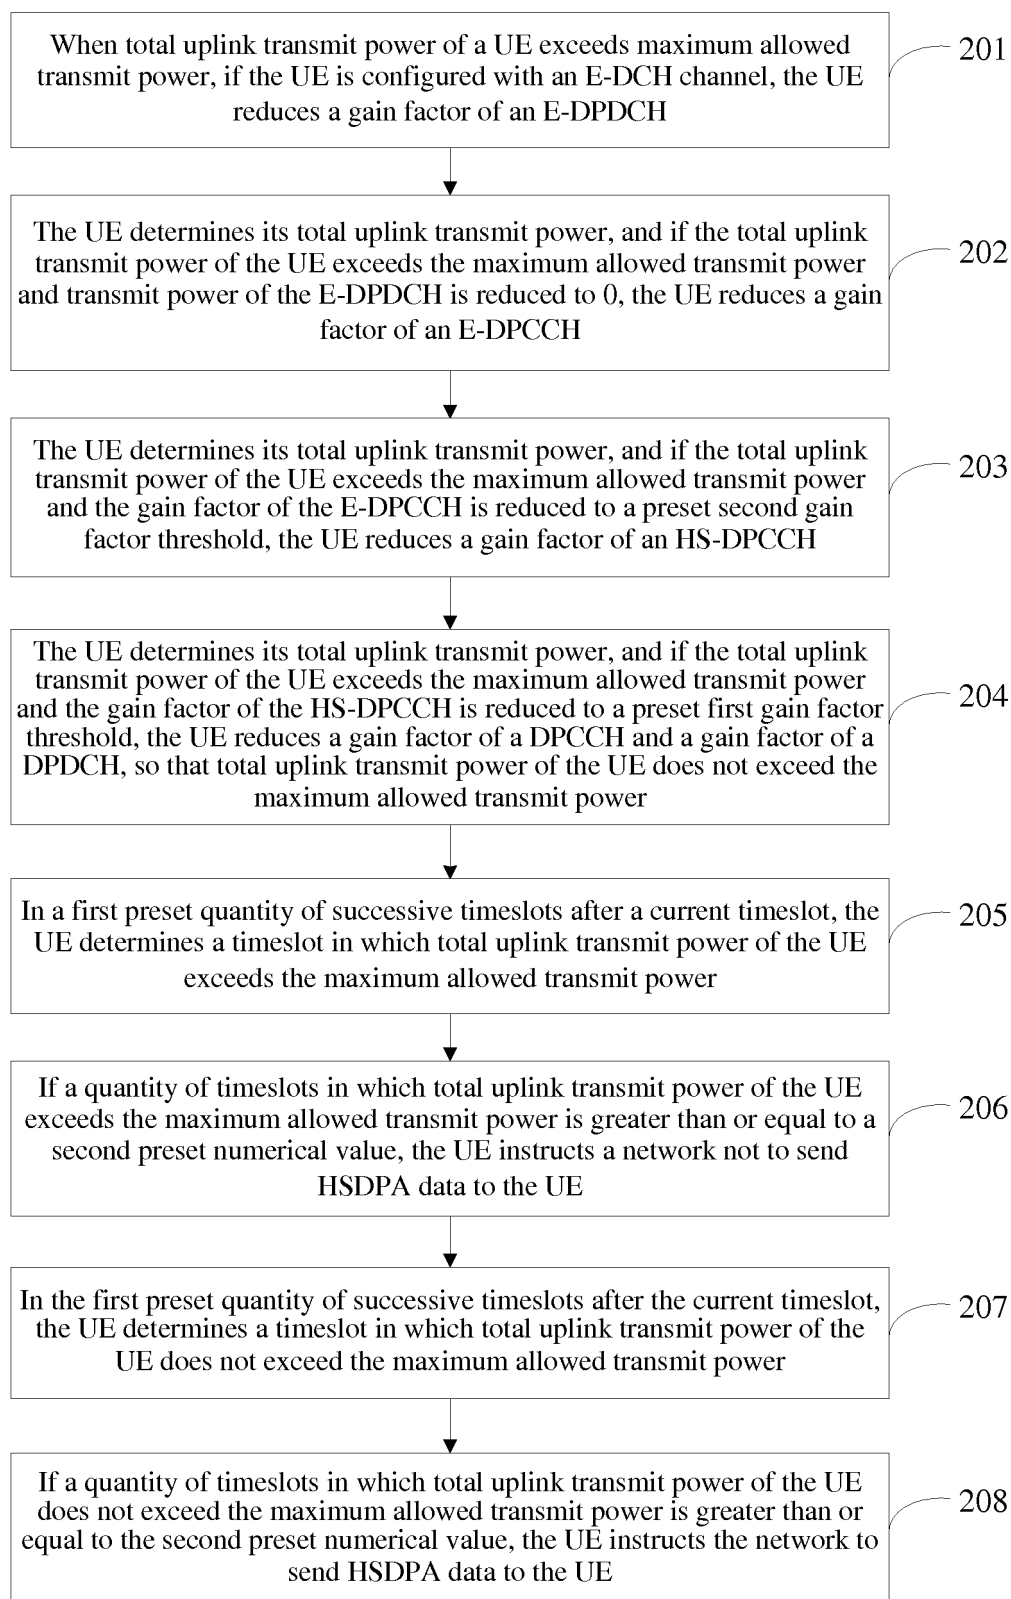 When total uplink transmit power of a UE exceeds maximum allowed
transmit power, if the UE is configured with an E-DCH channel, the UE
reduces a gain factor of an E-DPDCH
201
The UE determines its total uplink transmit power, and if the total uplink
transmit power of the UE exceeds the maximum allowed transmit power
and transmit power of the E-DPDCH is reduced to 0, the UE reduces a gain
factor of an E-DPCCH
202
The UE determines its total uplink transmit power, and if the total uplink
transmit power of the UE exceeds the maximum allowed transmit power
and the gain factor of the E-DPCCH is reduced to a preset second gain
factor threshold, the UE reduces a gain factor of an HS-DPCCH
203
The UE determines its total uplink transmit power, and if the total uplink
transmit power of the UE exceeds the maximum allowed transmit power
and the gain factor of the HS-DPCCH is reduced to a preset first gain factor
threshold, the UE reduces a gain factor of a DPCCH and a gain factor of a
DPDCH, so that total uplink transmit power of the UE does not exceed the
maximum allowed transmit power
204
In a first preset quantity of successive timeslots after a current timeslot, the
UE determines a timeslot in which total uplink transmit power of the UE
exceeds the maximum allowed transmit power
205
If a quantity of timeslots in which total uplink transmit power of the UE
exceeds the maximum allowed transmit power is greater than or equal to a
second preset numerical value, the UE instructs a network not to send
HSDPA data to the UE
206
In the first preset quantity of successive timeslots after the current timeslot,
the UE determines a timeslot in which total uplink transmit power of the
UE does not exceed the maximum allowed transmit power
207
If a quantity of timeslots in which total uplink transmit power of the UE
does not exceed the maximum allowed transmit power is greater than or
equal to the second preset numerical value, the UE instructs the network to
send HSDPA data to the UE
208